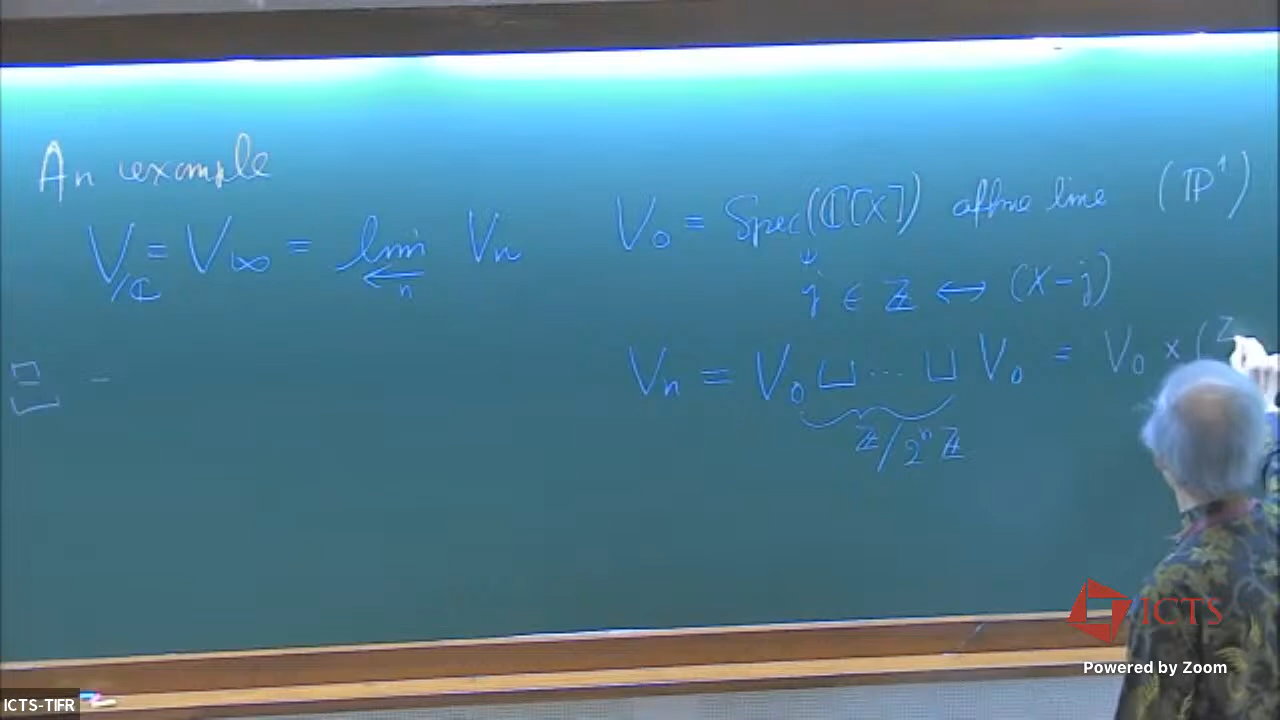 An example
V/ℂ = V∞ = lim← n Vn
V₀ = Spec(ℂ[X]) affine line (ℙ¹)
j ∈ ℤ ↔ (X-j)
Vn = V₀ ⊔ ... ⊔ V₀ = V₀ × (ℤ
ℤ/2ⁿℤ
ICTS
Powered by Zoom
ICTS-TIFR